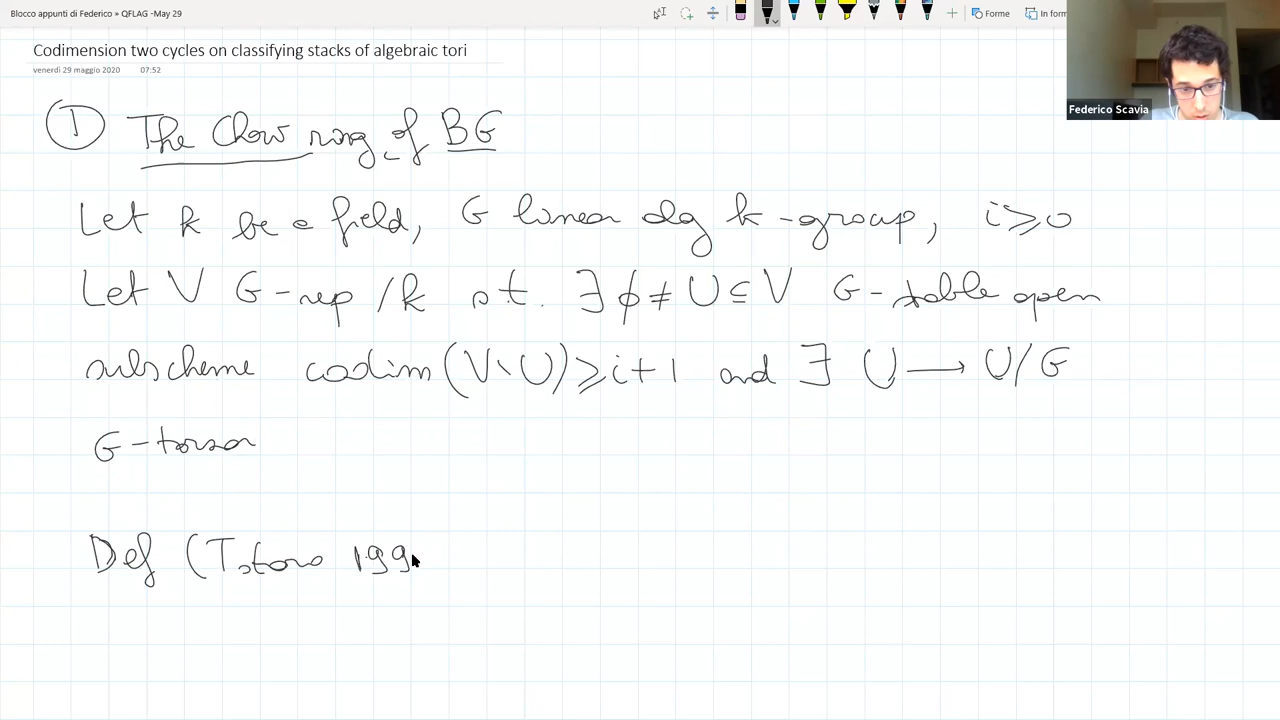 Blocco appunti di Federico » QFLAG -May 29
Forme
In form
Federico Scavia
Codimension two cycles on classifying stacks of algebraic tori
venerdì 29 maggio 2020 07:52
① The Chow ring of BG
Let k be a field, G linear alg k-group, i≥0
Let V G-rep /k s.t. ∃ ϕ ≠ U ⊆ V G-stable open
subscheme codim (V∖U) ≥ i+1 and ∃ U → U/G
G-torsor
Def (Totaro 199